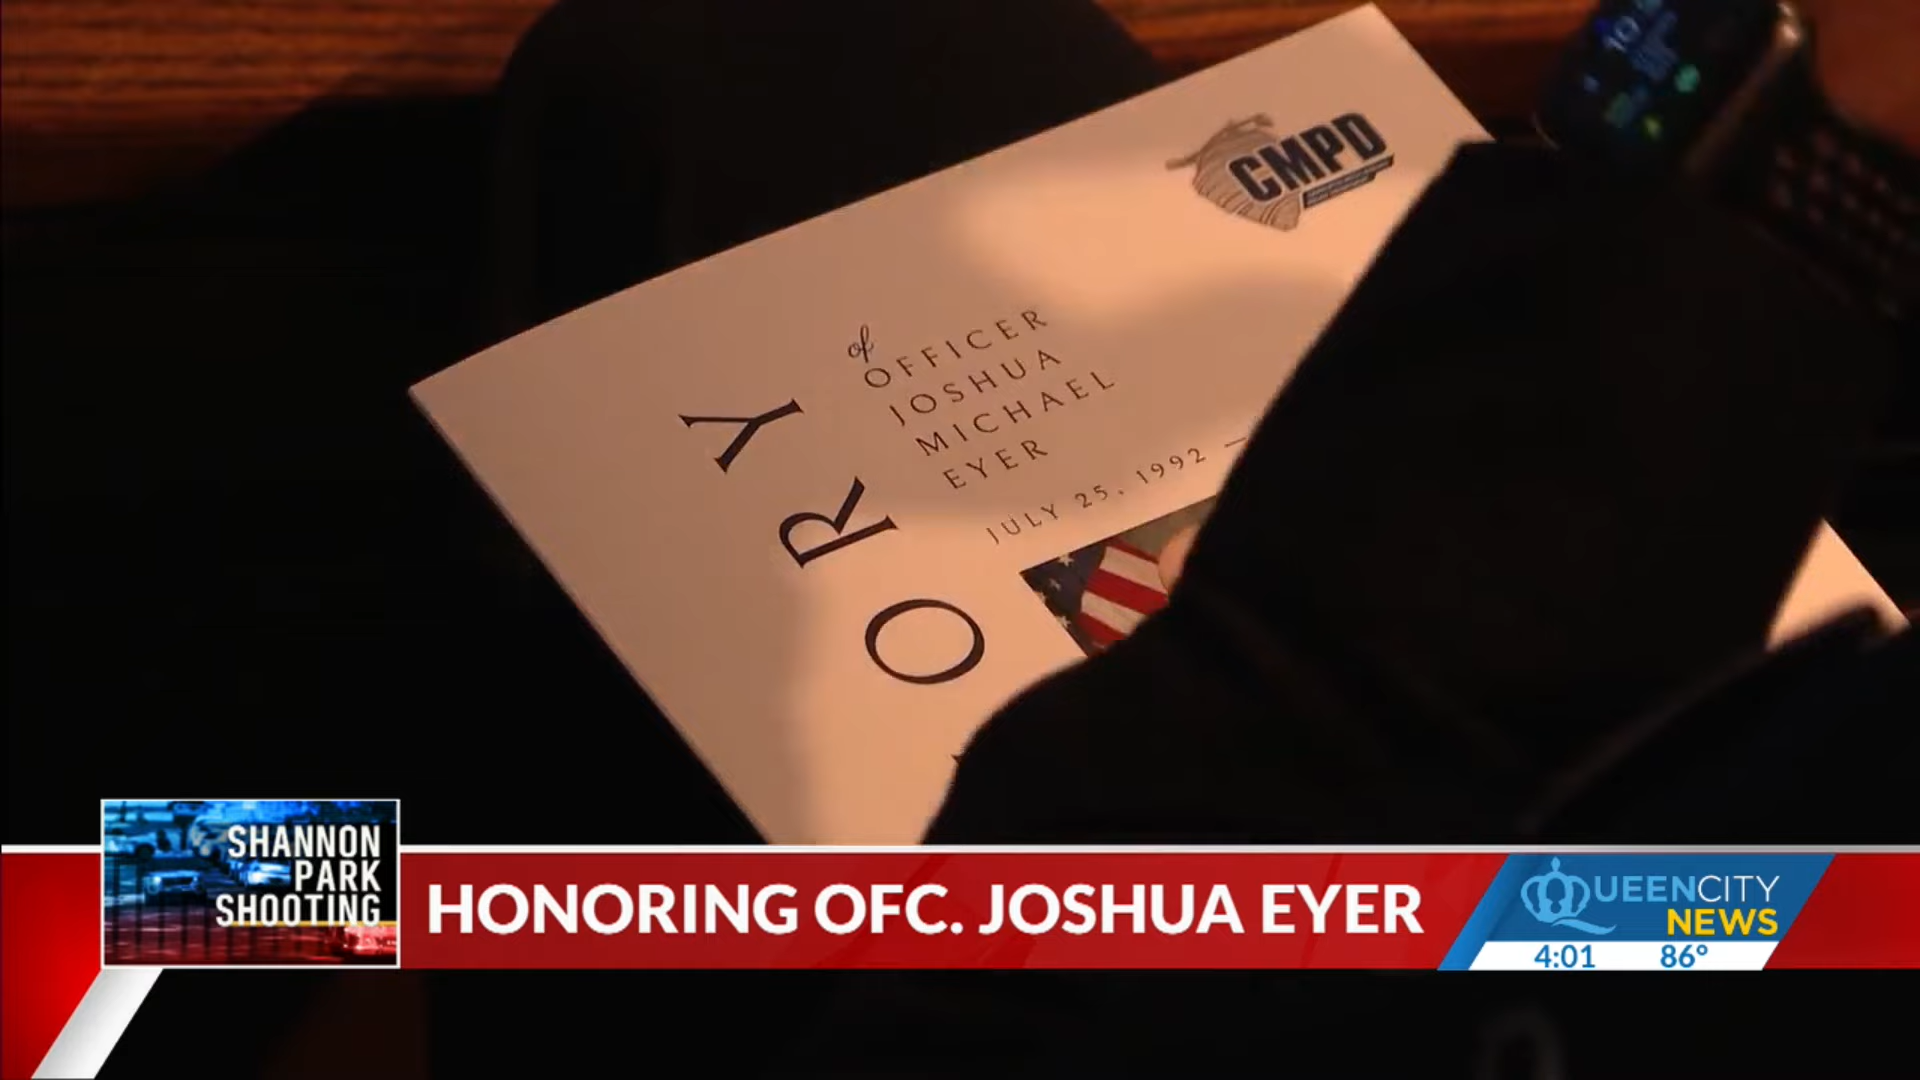 CMPD
of
OFFICER
JOSHUA
MICHAEL
EYER
JULY 25, 1992 —
ORY
SHANNON
PARK
SHOOTING
HONORING OFC. JOSHUA EYER
QUEENCITY
NEWS
4:01 86°